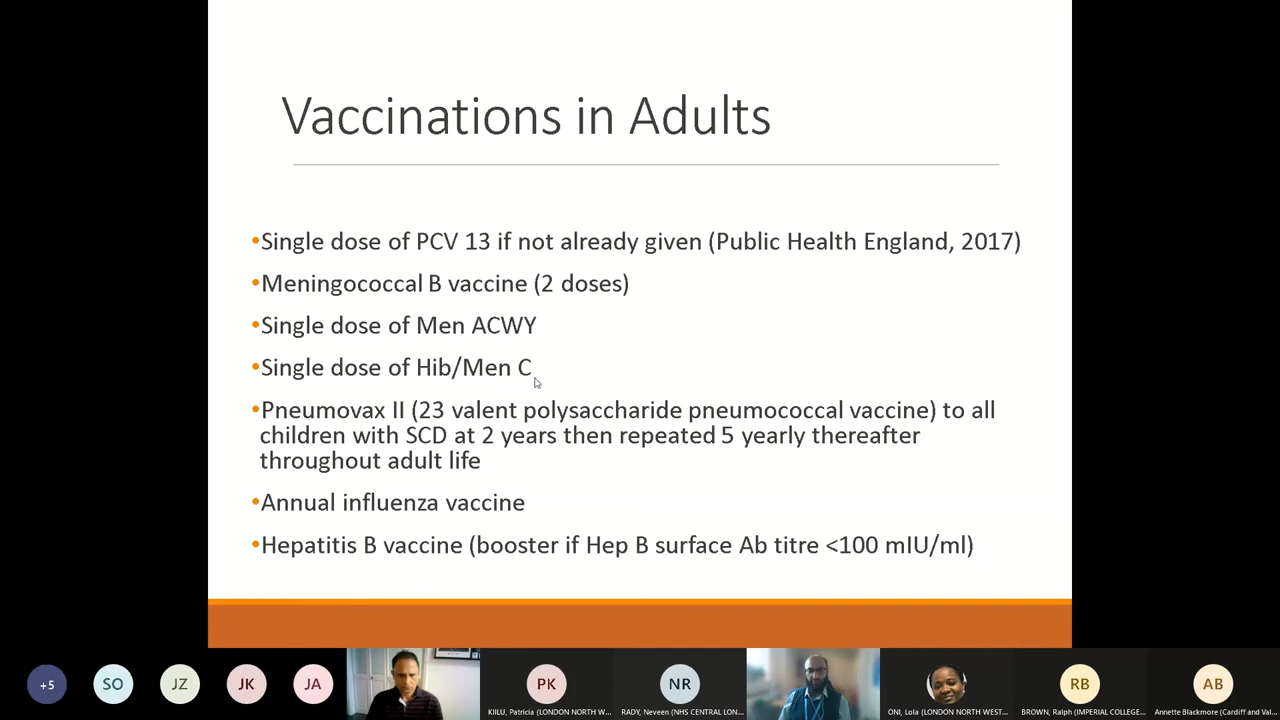 Vaccinations in Adults
•Single dose of PCV 13 if not already given (Public Health England, 2017)
•Meningococcal B vaccine (2 doses)
•Single dose of Men ACWY
•Single dose of Hib/Men C
•Pneumovax II (23 valent polysaccharide pneumococcal vaccine) to all
children with SCD at 2 years then repeated 5 yearly thereafter
throughout adult life
•Annual influenza vaccine
•Hepatitis B vaccine (booster if Hep B surface Ab titre <100 mIU/ml)
+5 SO JZ JK JA PK NR RB AB
KIILU, Patricia (LONDON NORTH W... RADY, Neveen (NHS CENTRAL LON... ONI, Lola (LONDON NORTH WEST... BROWN, Ralph (IMPERIAL COLLEGE... Annette Blackmore (Cardiff and Val...